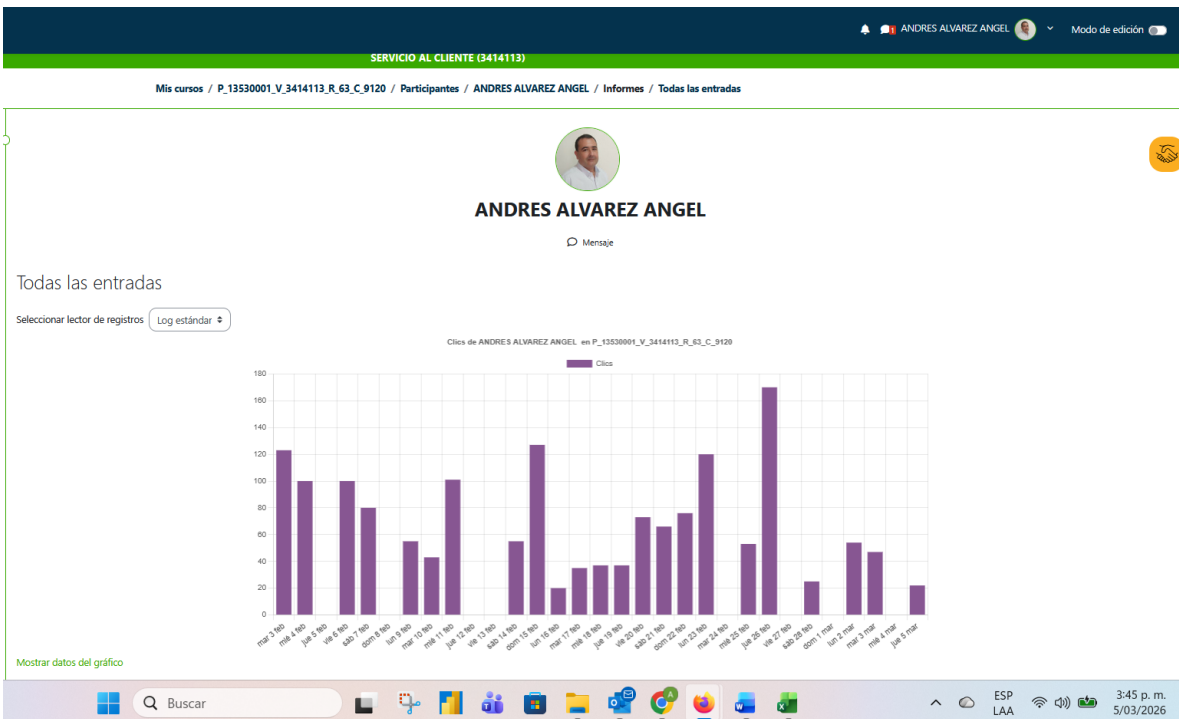 1 ANDRES ALVAREZ ANGEL Modo de edición
SERVICIO AL CLIENTE (3414113)
Mis cursos / P_13530001_V_3414113_R_63_C_9120 / Participantes / ANDRES ALVAREZ ANGEL / Informes / Todas las entradas
ANDRES ALVAREZ ANGEL
Mensaje
Todas las entradas
Seleccionar lector de registros Log estándar
Clics de ANDRES ALVAREZ ANGEL en P_13530001_V_3414113_R_63_C_9120
Clics
180
160
140
120
100
80
60
40
20
0
mar 3 feb mié 4 feb jue 5 feb vie 6 feb sáb 7 feb dom 8 feb lun 9 feb mar 10 feb mié 11 feb jue 12 feb vie 13 feb sáb 14 feb dom 15 feb lun 16 feb mar 17 feb mié 18 feb jue 19 feb vie 20 feb sáb 21 feb dom 22 feb lun 23 feb mar 24 feb mié 25 feb jue 26 feb vie 27 feb sáb 28 feb dom 1 mar lun 2 mar mar 3 mar mié 4 mar jue 5 mar
Mostrar datos del gráfico
Buscar ESP 3:45 p. m.
LAA 5/03/2026